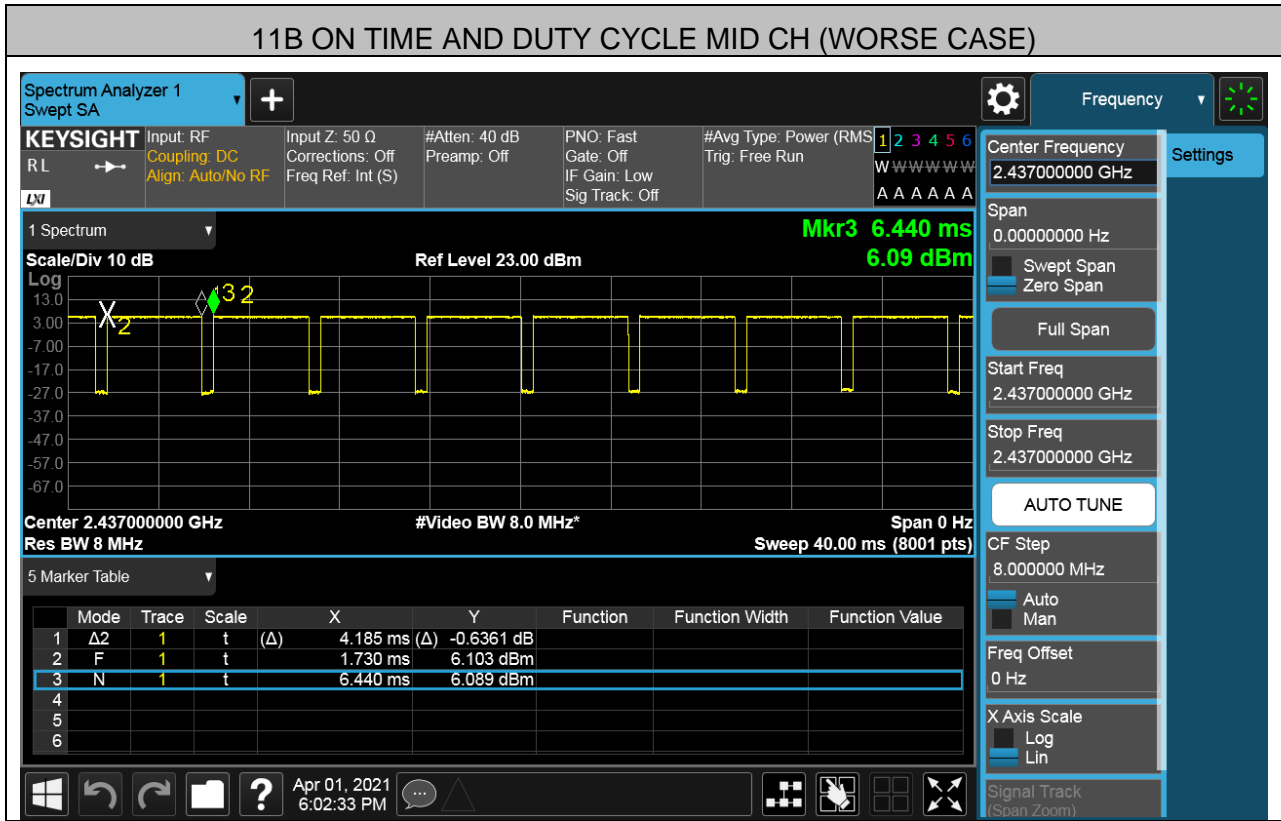 11B ON TIME AND DUTY CYCLE MID CH (WORSE CASE)
Spectrum Analyzer 1
Swept SA
+
Frequency
KEYSIGHT
RL
LXI
Input: RF
Coupling: DC
Align: Auto/No RF
Input Z: 50 Ω
Corrections: Off
Freq Ref: Int (S)
#Atten: 40 dB
Preamp: Off
PNO: Fast
Gate: Off
IF Gain: Low
Sig Track: Off
#Avg Type: Power (RMS
Trig: Free Run
1 2 3 4 5 6
W W W W W W
A A A A A A
1 Spectrum
Mkr3 6.440 ms
6.09 dBm
Scale/Div 10 dB
Ref Level 23.00 dBm
Log
13.0
3.00
-7.00
-17.0
-27.0
-37.0
-47.0
-57.0
-67.0
X2
1 3 2
Center 2.437000000 GHz
#Video BW 8.0 MHz*
Span 0 Hz
Res BW 8 MHz
Sweep 40.00 ms (8001 pts)
5 Marker Table
Mode Trace Scale X Y Function Function Width Function Value
1 Δ2 1 t (Δ) 4.185 ms (Δ) -0.6361 dB
2 F 1 t 1.730 ms 6.103 dBm
3 N 1 t 6.440 ms 6.089 dBm
4
5
6
?
Apr 01, 2021
6:02:33 PM
Center Frequency
2.437000000 GHz
Settings
Span
0.00000000 Hz
Swept Span
Zero Span
Full Span
Start Freq
2.437000000 GHz
Stop Freq
2.437000000 GHz
AUTO TUNE
CF Step
8.000000 MHz
Auto
Man
Freq Offset
0 Hz
X Axis Scale
Log
Lin
Signal Track
(Span Zoom)